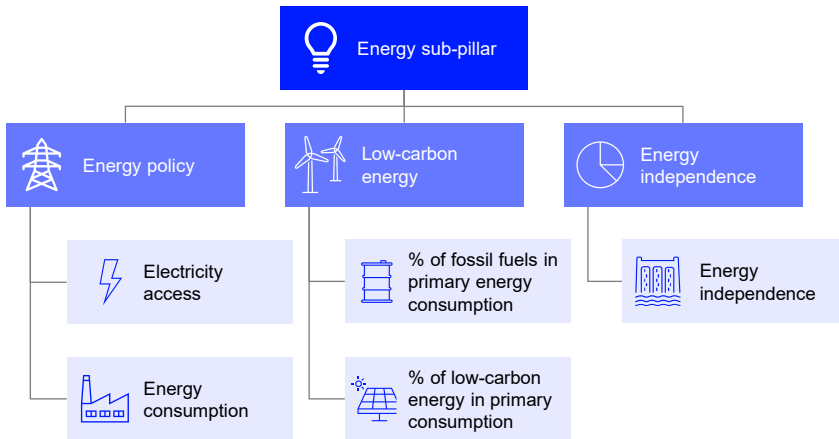 Energy sub-pillar
Energy policy
Low-carbon
energy
Energy
independence
Electricity
access
% of fossil fuels in
primary energy
consumption
Energy
independence
Energy
consumption
% of low-carbon
energy in primary
consumption